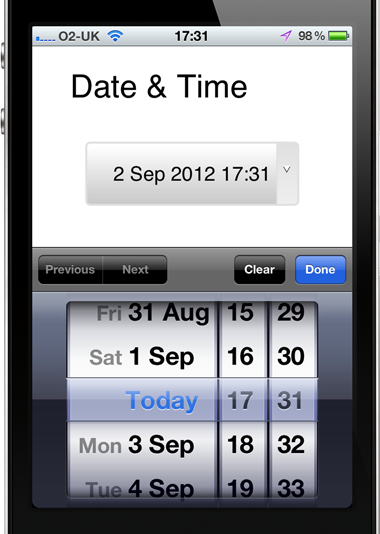 O2-UK 17:31 98%
Date & Time
2 Sep 2012 17:31
Previous Next Clear Done
Fri 31 Aug 15 29
Sat 1 Sep 16 30
Today 17 31
Mon 3 Sep 18 32
Tue 4 Sep 19 33